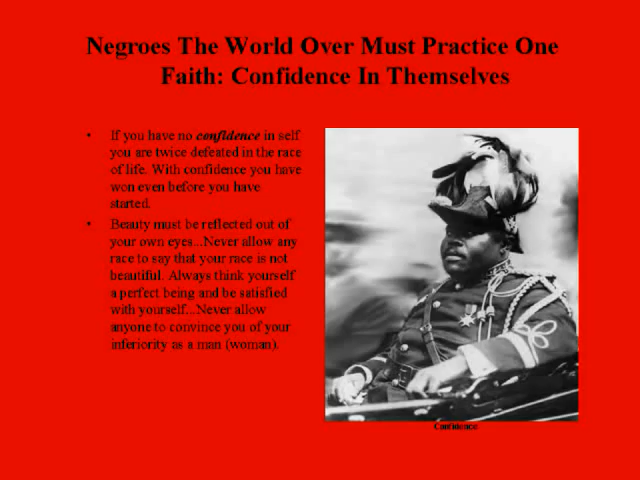 Negroes The World Over Must Practice One
Faith: Confidence In Themselves
• If you have no confidence in self
you are twice defeated in the race
of life. With confidence you have
won even before you have
started.
• Beauty must be reflected out of
your own eyes...Never allow any
race to say that your race is not
beautiful. Always think yourself
a perfect being and be satisfied
with yourself...Never allow
anyone to convince you of your
inferiority as a man (woman).
Confidence